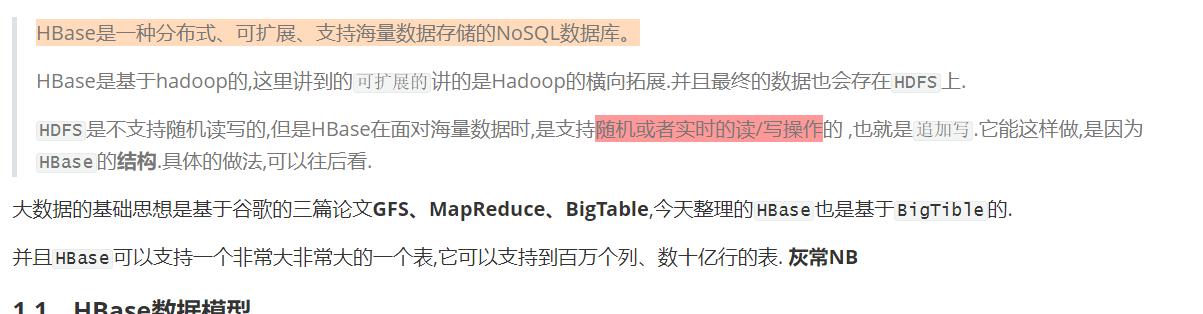 HBase是一种分布式、可扩展、支持海量数据存储的NoSQL数据库。
HBase是基于hadoop的,这里讲到的可扩展的讲的是Hadoop的横向拓展.并且最终的数据也会存在HDFS上.
HDFS是不支持随机读写的,但是HBase在面对海量数据时,是支持随机或者实时的读/写操作的 ,也就是追加写.它能这样做,是因为
HBase的结构.具体的做法,可以往后看.
大数据的基础思想是基于谷歌的三篇论文GFS、MapReduce、BigTable,今天整理的HBase也是基于BigTible的.
并且HBase可以支持一个非常大非常大的一个表,它可以支持到百万个列、数十亿行的表. 灰常NB
1.1 HBase数据模型